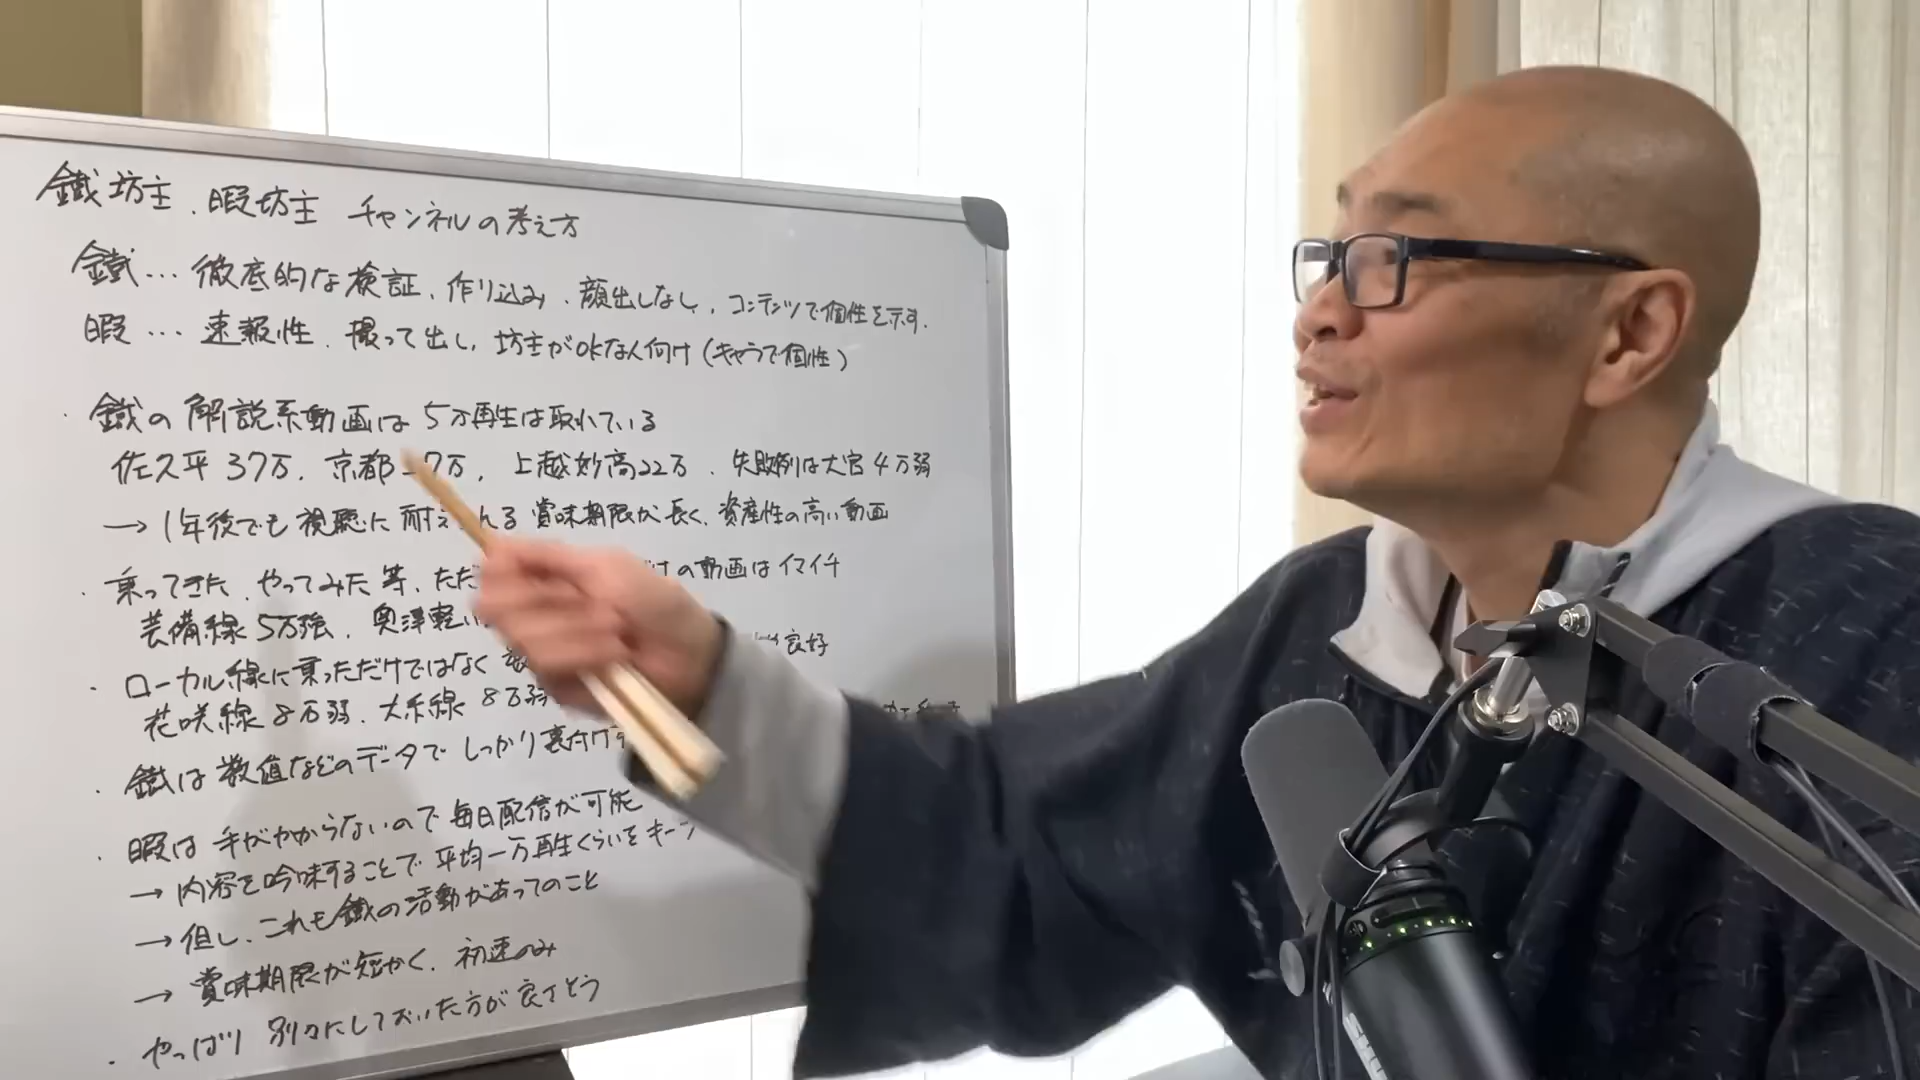 鐵坊主、暇坊主 チャンネルの考え方
鐵…徹底的な検証、作り込み、顔出しなし、コンテンツで個性を示す.
暇…速報性、撮って出し、坊主がOKな人向け(キャラで個性)
・鐵の解説系動画は5万再生は取れている
佐久平37万、京都 7万、上越妙高22万、失敗例は大宮4万弱
→1年後でも視聴に耐え れる賞味期限が長く、資産性の高い動画
・乗ってきた、やってみた等、ただ けの動画はイマイチ
装備線5万強、奥津軽い 良好
・ローカル線に乗っただけではなく
花咲線8万弱、大糸線8万弱
・鐵は数値などのデータでしっかり裏付け
・暇は手がかからないので毎日配信が可能
→内容を吟味することで平均一万再生くらいをキープ
→但し、これも鐵の活動があってのこと
→賞味期限が短かく、初速のみ
・やっぱり別々にしておいた方が良さそう